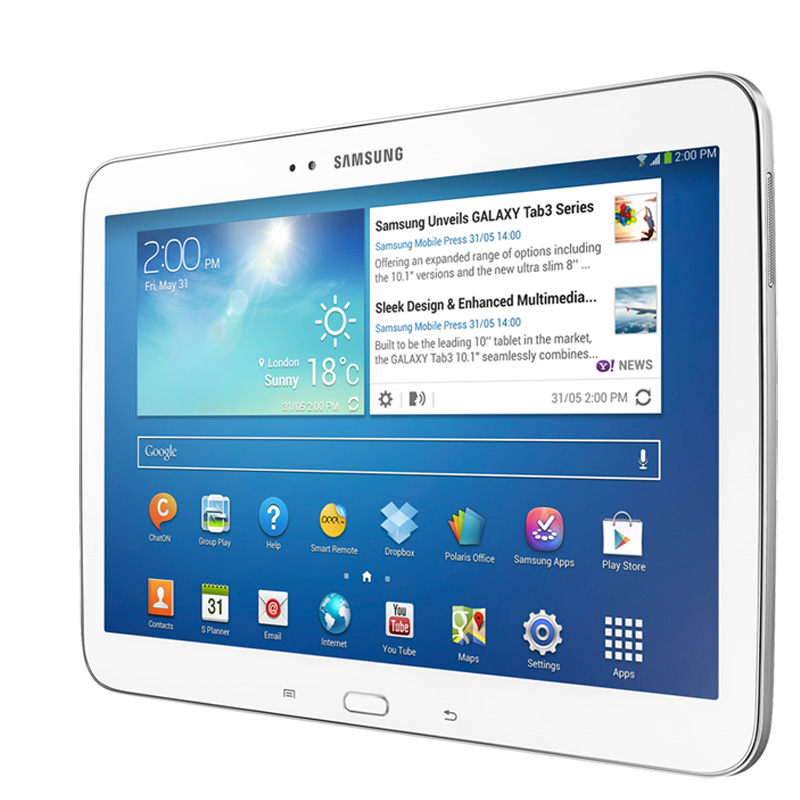 SAMSUNG
2:00 PM
2:00 PM
Fri, May 31
London
Sunny 18°C
31/05 2:00 PM
Samsung Unveils GALAXY Tab3 Series
Samsung Mobile Press 31/05 14:00
Offering an expanded range of options including
the 10.1" versions and the new ultra slim 8" ...
Sleek Design & Enhanced Multimedia...
Samsung Mobile Press 31/05 14:00
Built to be the leading 10" tablet in the market,
the GALAXY Tab3 10.1" seamlessly combines...
Y! NEWS
31/05 2:00 PM
Google
C
?
peel
ChatON
Group Play
Help
Smart Remote
Dropbox
Polaris Office
Samsung Apps
Play Store
31
@
You
Tube
g
Contacts
S Planner
Email
Internet
You Tube
Maps
Settings
Apps